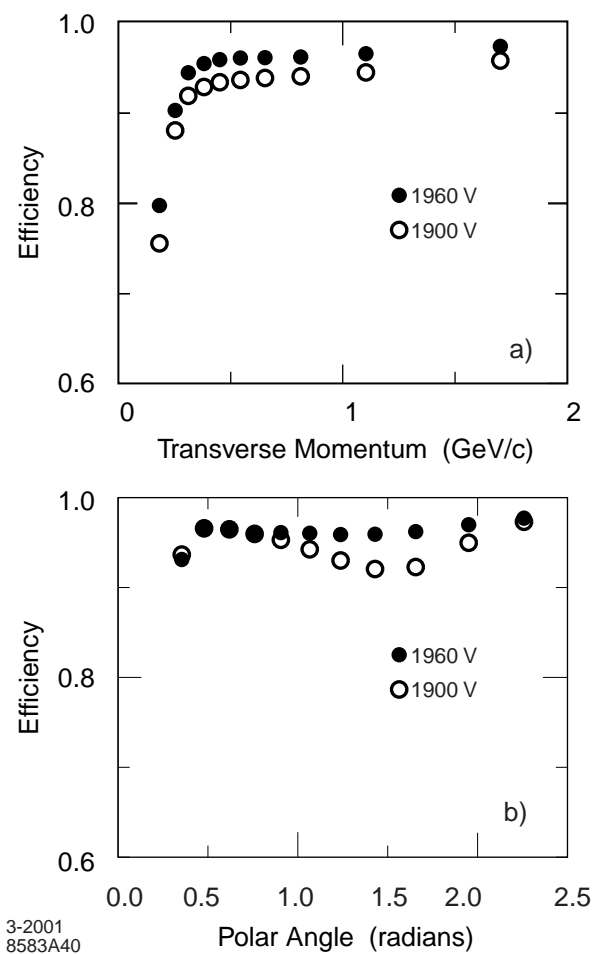 1.0
0.8
0.6
Efficiency
1960 V
1900 V
a)
0
1
2
Transverse Momentum (GeV/c)
1.0
0.8
0.6
Efficiency
1960 V
1900 V
b)
0.0 0.5 1.0 1.5 2.0 2.5
Polar Angle (radians)
3-2001
8583A40